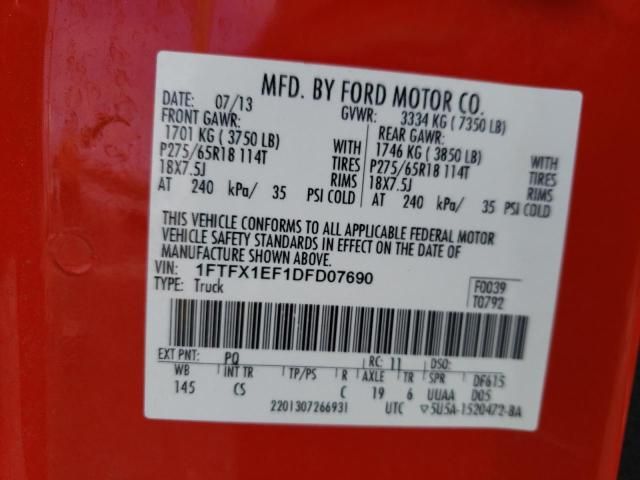 MFD. BY FORD MOTOR CO.
DATE: 07/13 GVWR: 3334 KG ( 7350 LB)
FRONT GAWR: REAR GAWR:
1701 KG ( 3750 LB) WITH 1746 KG ( 3850 LB) WITH
P275/65R18 114T TIRES P275/65R18 114T TIRES
18X7.5J RIMS 18X7.5J RIMS
AT 240 kPa/ 35 PSI COLD AT 240 kPa/ 35 PSI COLD
THIS VEHICLE CONFORMS TO ALL APPLICABLE FEDERAL MOTOR
VEHICLE SAFETY STANDARDS IN EFFECT ON THE DATE OF
MANUFACTURE SHOWN ABOVE.
VIN: 1FTFX1EF1DFD07690
TYPE: Truck
F0039
T0792
EXT PNT: PQ RC: 11 DSO:
WB INT TR TP/PS R AXLE TR SPR DF615
145 CS C 19 6 UUAA D05
2201307266931 UTC ▽5U5A-1520472-BA